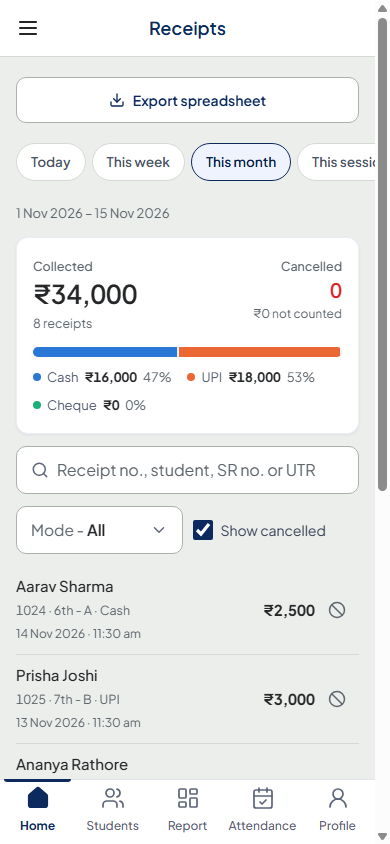 Receipts
Export spreadsheet
Today This week This month This sessio
1 Nov 2026 – 15 Nov 2026
Collected Cancelled
₹34,000 0
8 receipts ₹0 not counted
Cash ₹16,000 47% UPI ₹18,000 53%
Cheque ₹0 0%
Receipt no., student, SR no. or UTR
Mode - All Show cancelled
Aarav Sharma
1024 · 6th - A · Cash ₹2,500
14 Nov 2026 · 11:30 am
Prisha Joshi
1025 · 7th - B · UPI ₹3,000
13 Nov 2026 · 11:30 am
Ananya Rathore
Home Students Report Attendance Profile